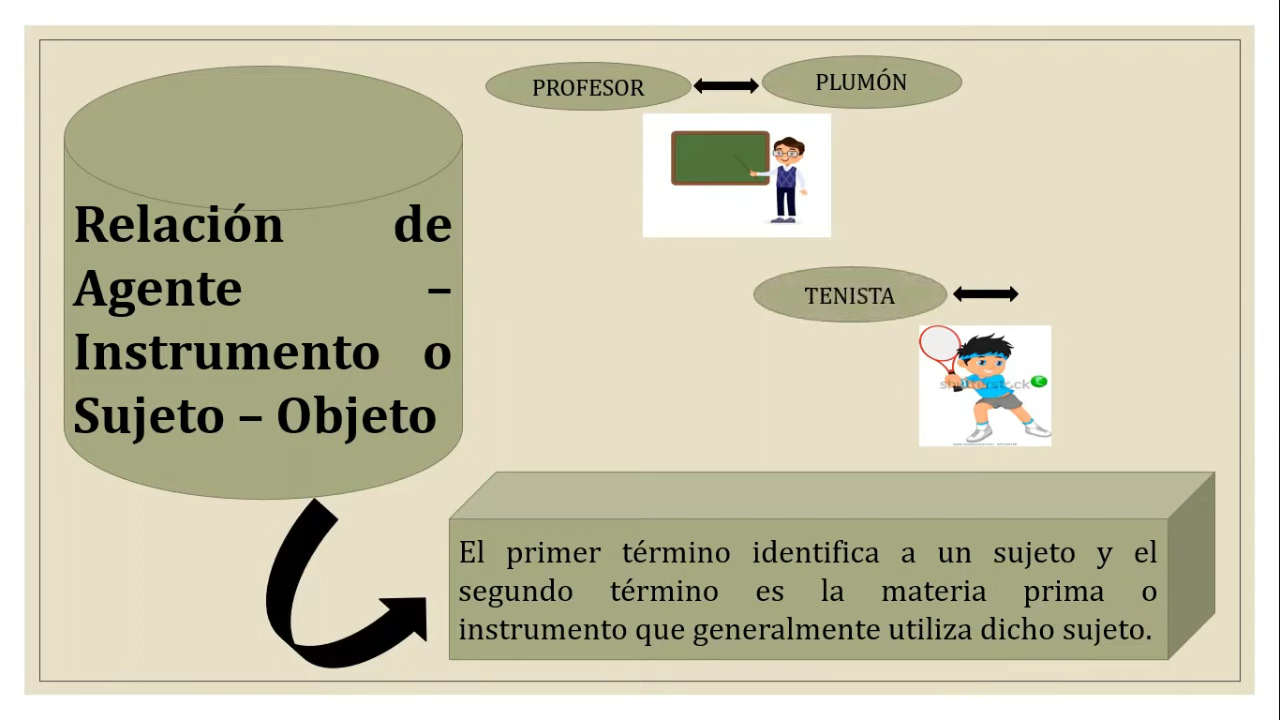 PROFESOR
PLUMÓN
Relación de
Agente –
Instrumento o
Sujeto – Objeto
TENISTA
shutterstock
El primer término identifica a un sujeto y el
segundo término es la materia prima o
instrumento que generalmente utiliza dicho sujeto.